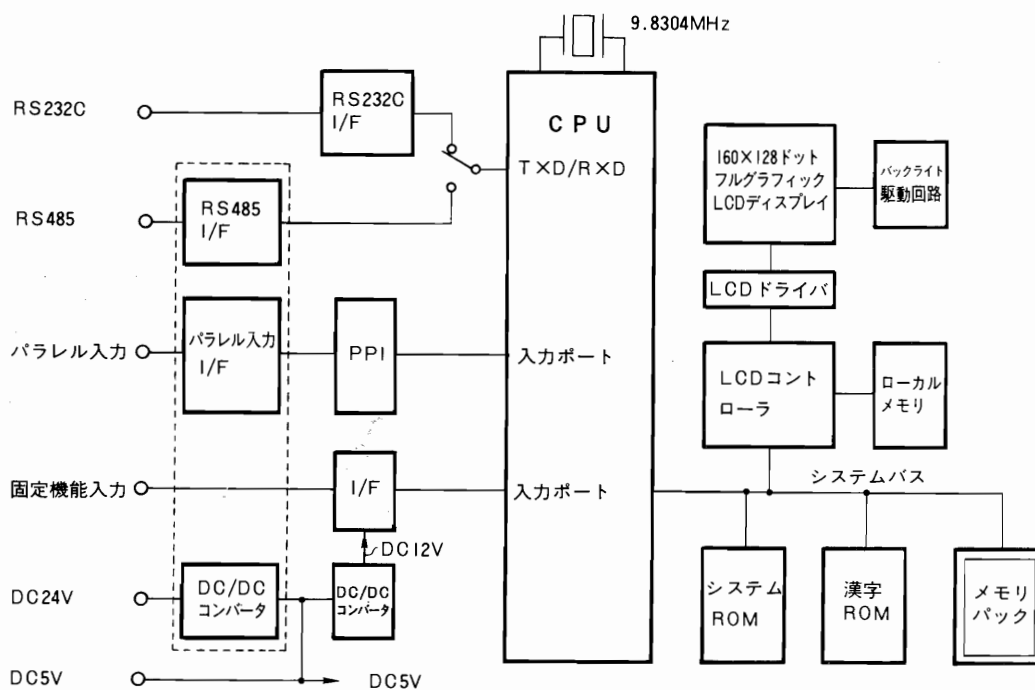 9.8304MHz
RS232C
RS232C
I/F
CPU
T×D/R×D
160×128ドット
フルグラフィック
LCDディスプレイ
バックライト
駆動回路
RS485
RS485
I/F
LCDドライバ
パラレル入力
パラレル入力
I/F
PPI
入力ポート
LCDコント
ローラ
ローカル
メモリ
固定機能入力
I/F
入力ポート
システムバス
DC12V
DC24V
DC/DC
コンバータ
DC/DC
コンバータ
システム
ROM
漢字
ROM
メモリ
パック
DC5V
DC5V